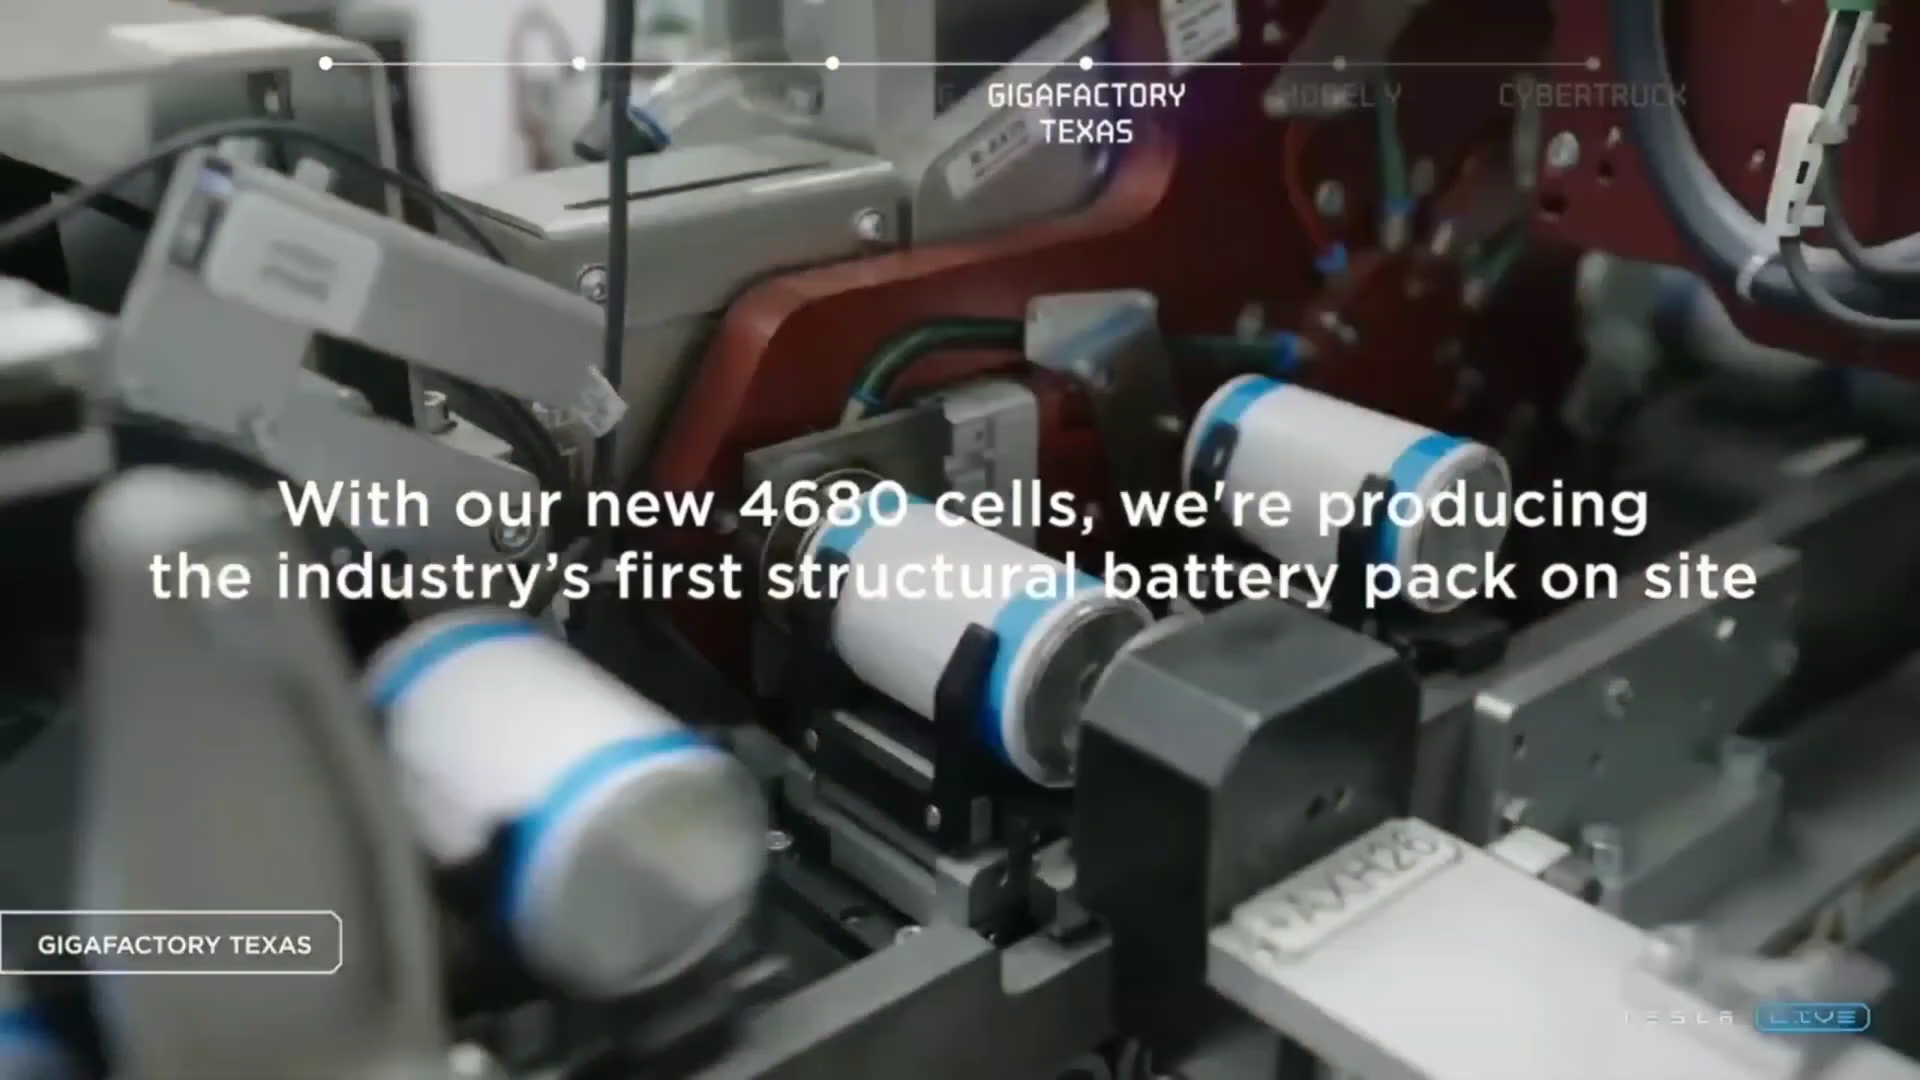 GIGAFACTORY
TEXAS
MODEL Y
CYBERTRUCK
With our new 4680 cells, we're producing
the industry’s first structural battery pack on site
AXH26
GIGAFACTORY TEXAS
TESLA LIVE